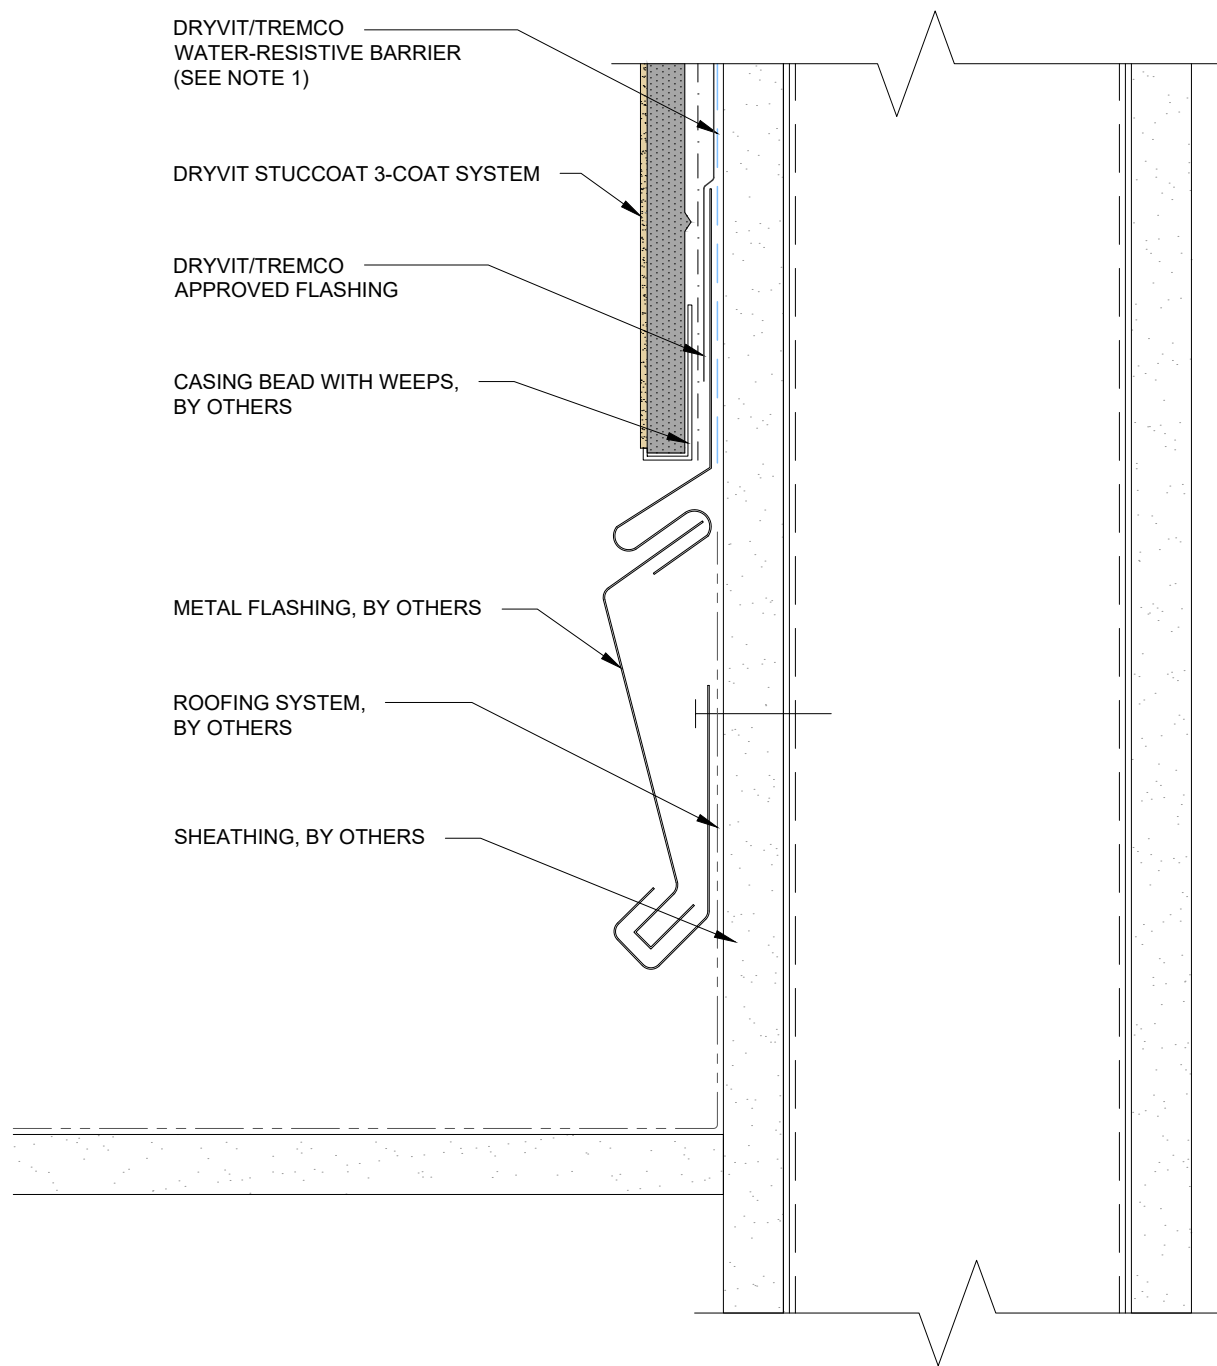 DRYVIT/TREMCO
WATER-RESISTIVE BARRIER
(SEE NOTE 1)
DRYVIT STUCCOAT 3-COAT SYSTEM
DRYVIT/TREMCO
APPROVED FLASHING
CASING BEAD WITH WEEPS,
BY OTHERS
METAL FLASHING, BY OTHERS
ROOFING SYSTEM,
BY OTHERS
SHEATHING, BY OTHERS